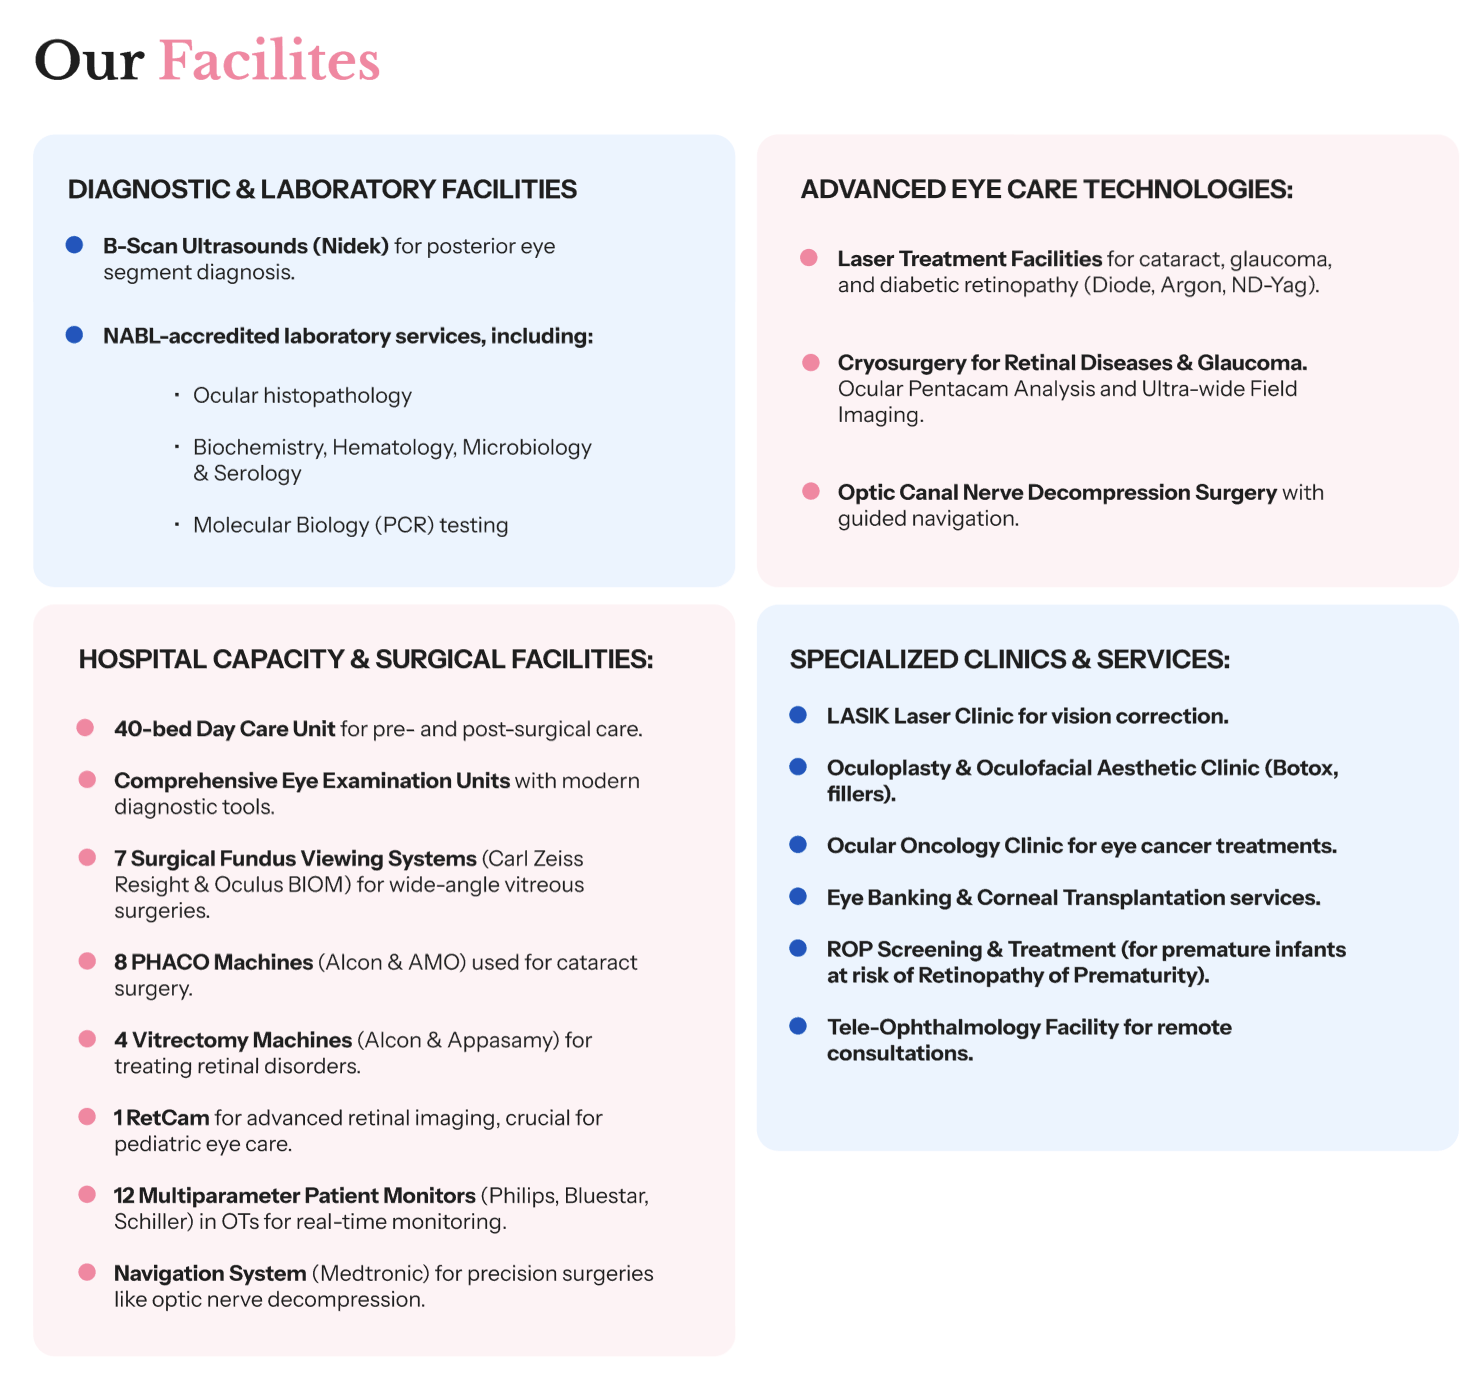 Our Facilites
DIAGNOSTIC & LABORATORY FACILITIES
B-Scan Ultrasounds (Nidek) for posterior eye
segment diagnosis.
NABL-accredited laboratory services, including:
· Ocular histopathology
· Biochemistry, Hematology, Microbiology
& Serology
· Molecular Biology (PCR) testing
ADVANCED EYE CARE TECHNOLOGIES:
Laser Treatment Facilities for cataract, glaucoma,
and diabetic retinopathy (Diode, Argon, ND-Yag).
Cryosurgery for Retinal Diseases & Glaucoma.
Ocular Pentacam Analysis and Ultra-wide Field
Imaging.
Optic Canal Nerve Decompression Surgery with
guided navigation.
HOSPITAL CAPACITY & SURGICAL FACILITIES:
40-bed Day Care Unit for pre- and post-surgical care.
Comprehensive Eye Examination Units with modern
diagnostic tools.
7 Surgical Fundus Viewing Systems (Carl Zeiss
Resight & Oculus BIOM) for wide-angle vitreous
surgeries.
8 PHACO Machines (Alcon & AMO) used for cataract
surgery.
4 Vitrectomy Machines (Alcon & Appasamy) for
treating retinal disorders.
1 RetCam for advanced retinal imaging, crucial for
pediatric eye care.
12 Multiparameter Patient Monitors (Philips, Bluestar,
Schiller) in OTs for real-time monitoring.
Navigation System (Medtronic) for precision surgeries
like optic nerve decompression.
SPECIALIZED CLINICS & SERVICES:
LASIK Laser Clinic for vision correction.
Oculoplasty & Oculofacial Aesthetic Clinic (Botox,
fillers).
Ocular Oncology Clinic for eye cancer treatments.
Eye Banking & Corneal Transplantation services.
ROP Screening & Treatment (for premature infants
at risk of Retinopathy of Prematurity).
Tele-Ophthalmology Facility for remote
consultations.